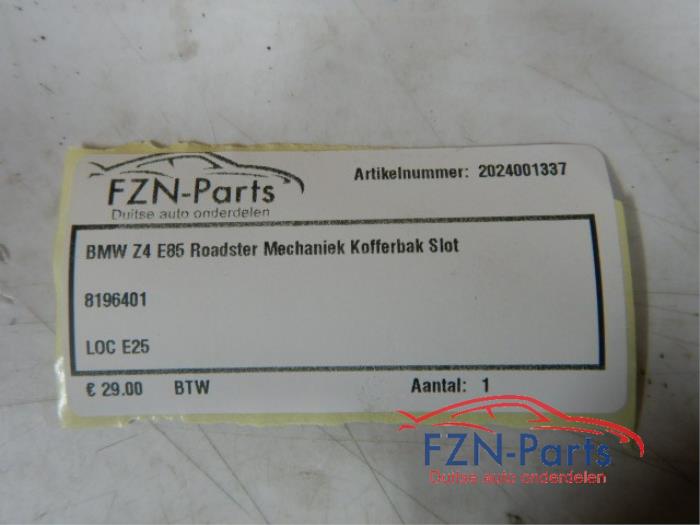 FZN-Parts
Duitse auto onderdelen
Artikelnummer: 2024001337
BMW Z4 E85 Roadster Mechaniek Kofferbak Slot
8196401
LOC E25
€ 29.00 BTW Aantal: 1
FZN-Parts
Duitse auto onderdelen